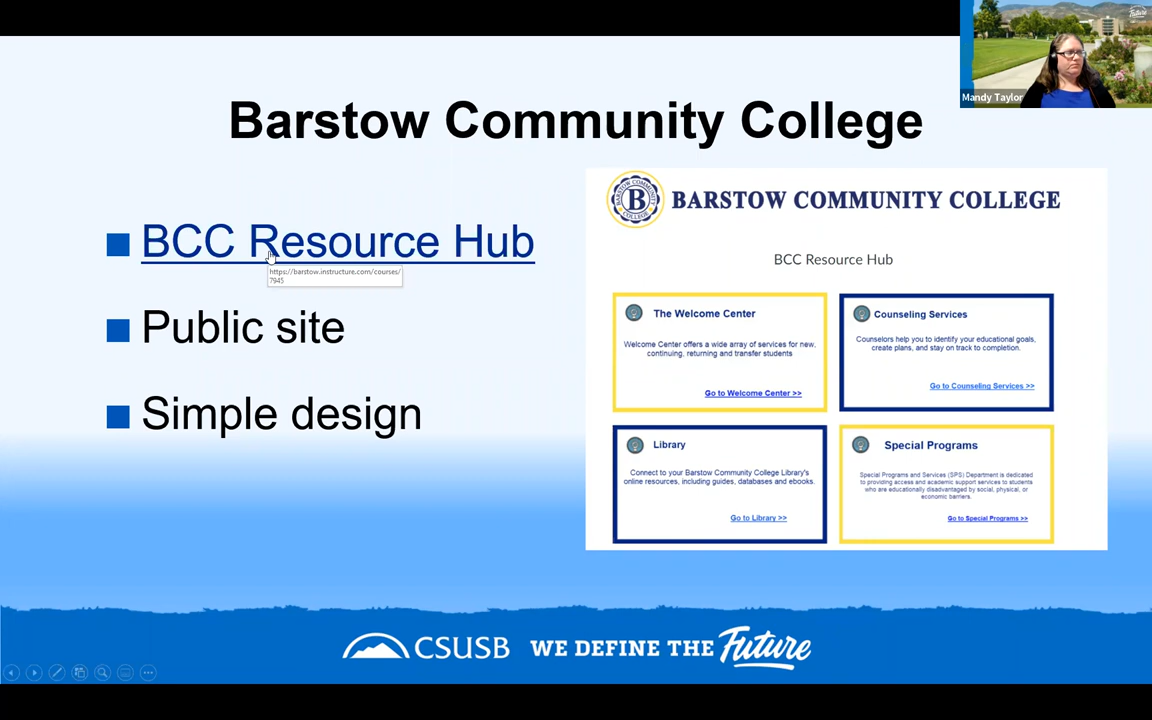 Future
Mandy Taylor
Barstow Community College
BCC Resource Hub
https://barstow.instructure.com/courses/
7945
Public site
Simple design
BARSTOW COMMUNITY COLLEGE
B
BARSTOW COMMUNITY COLLEGE
BCC Resource Hub
The Welcome Center
Welcome Center offers a wide array of services for new,
continuing, returning and transfer students
Go to Welcome Center >>
Counseling Services
Counselors help you to identify your educational goals,
create plans, and stay on track to completion.
Go to Counseling Services >>
Library
Connect to your Barstow Community College Library's
online resources, including guides, databases and ebooks.
Go to Library >>
Special Programs
Special Programs and Services (SPS) Department is dedicated
to providing access and academic support services to students
who are educationally disadvantaged by social, physical, or
economic barriers.
Go to Special Programs >>
CSUSB WE DEFINE THE Future